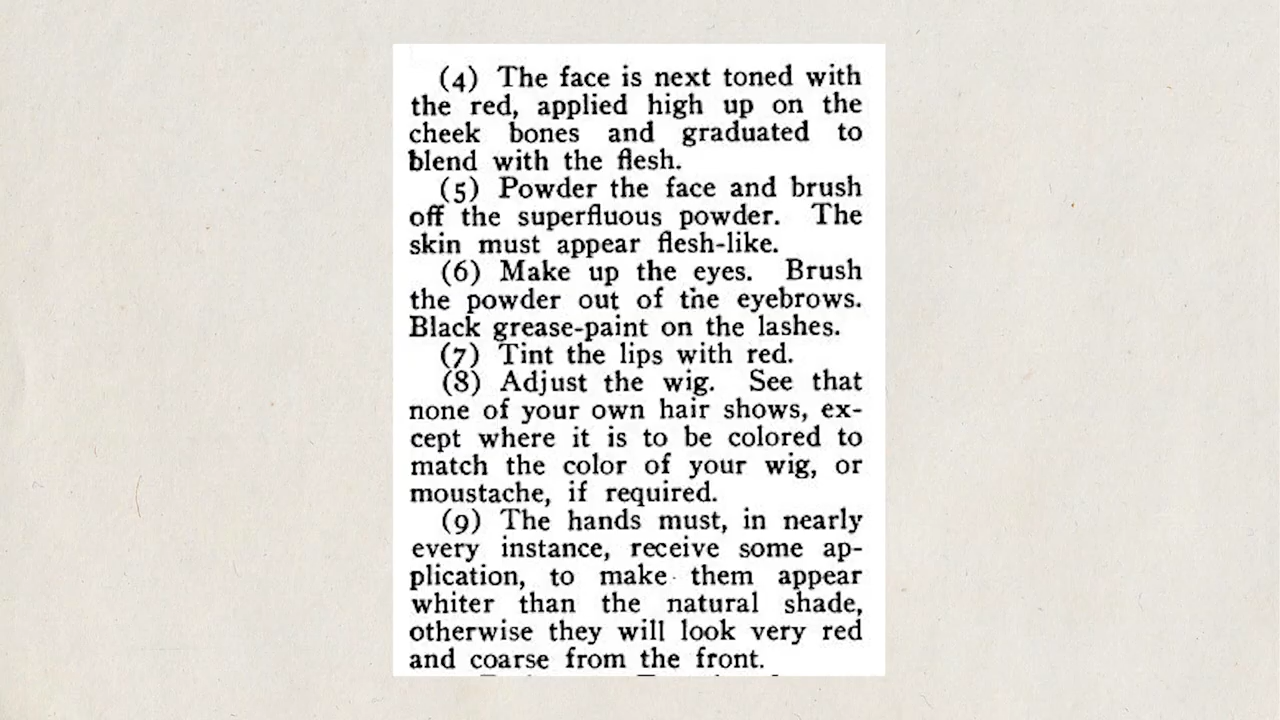 (4) The face is next toned with
the red, applied high up on the
cheek bones and graduated to
blend with the flesh.
(5) Powder the face and brush
off the superfluous powder. The
skin must appear flesh-like.
(6) Make up the eyes. Brush
the powder out of the eyebrows.
Black grease-paint on the lashes.
(7) Tint the lips with red.
(8) Adjust the wig. See that
none of your own hair shows, ex-
cept where it is to be colored to
match the color of your wig, or
moustache, if required.
(9) The hands must, in nearly
every instance, receive some ap-
plication, to make them appear
whiter than the natural shade,
otherwise they will look very red
and coarse from the front.